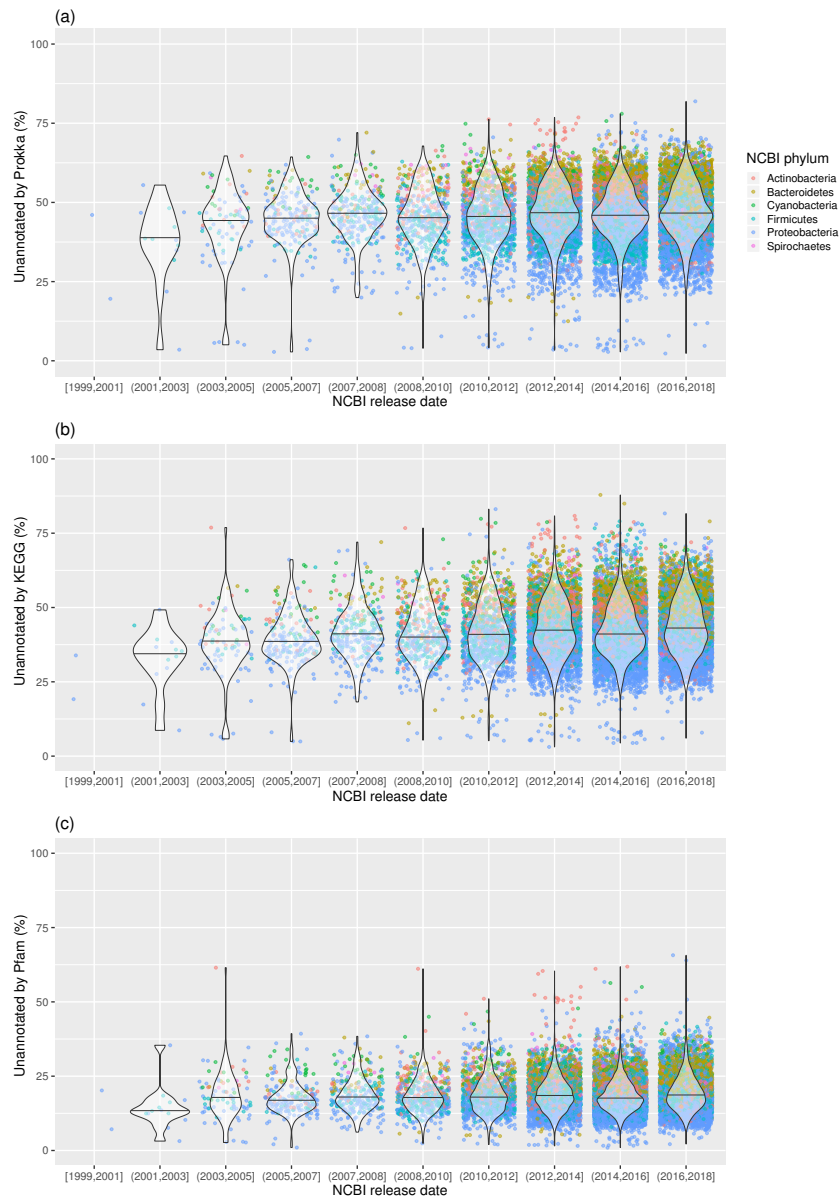 (a)
Unannotated by Prokka (%)
100
75
50
25
0
[1999,2001] (2001,2003] (2003,2005] (2005,2007] (2007,2008] (2008,2010] (2010,2012] (2012,2014] (2014,2016] (2016,2018]
NCBI release date
NCBI phylum
Actinobacteria
Bacteroidetes
Cyanobacteria
Firmicutes
Proteobacteria
Spirochaetes
(b)
Unannotated by KEGG (%)
100
75
50
25
0
[1999,2001] (2001,2003] (2003,2005] (2005,2007] (2007,2008] (2008,2010] (2010,2012] (2012,2014] (2014,2016] (2016,2018]
NCBI release date
(c)
Unannotated by Pfam (%)
100
75
50
25
0
[1999,2001] (2001,2003] (2003,2005] (2005,2007] (2007,2008] (2008,2010] (2010,2012] (2012,2014] (2014,2016] (2016,2018]
NCBI release date